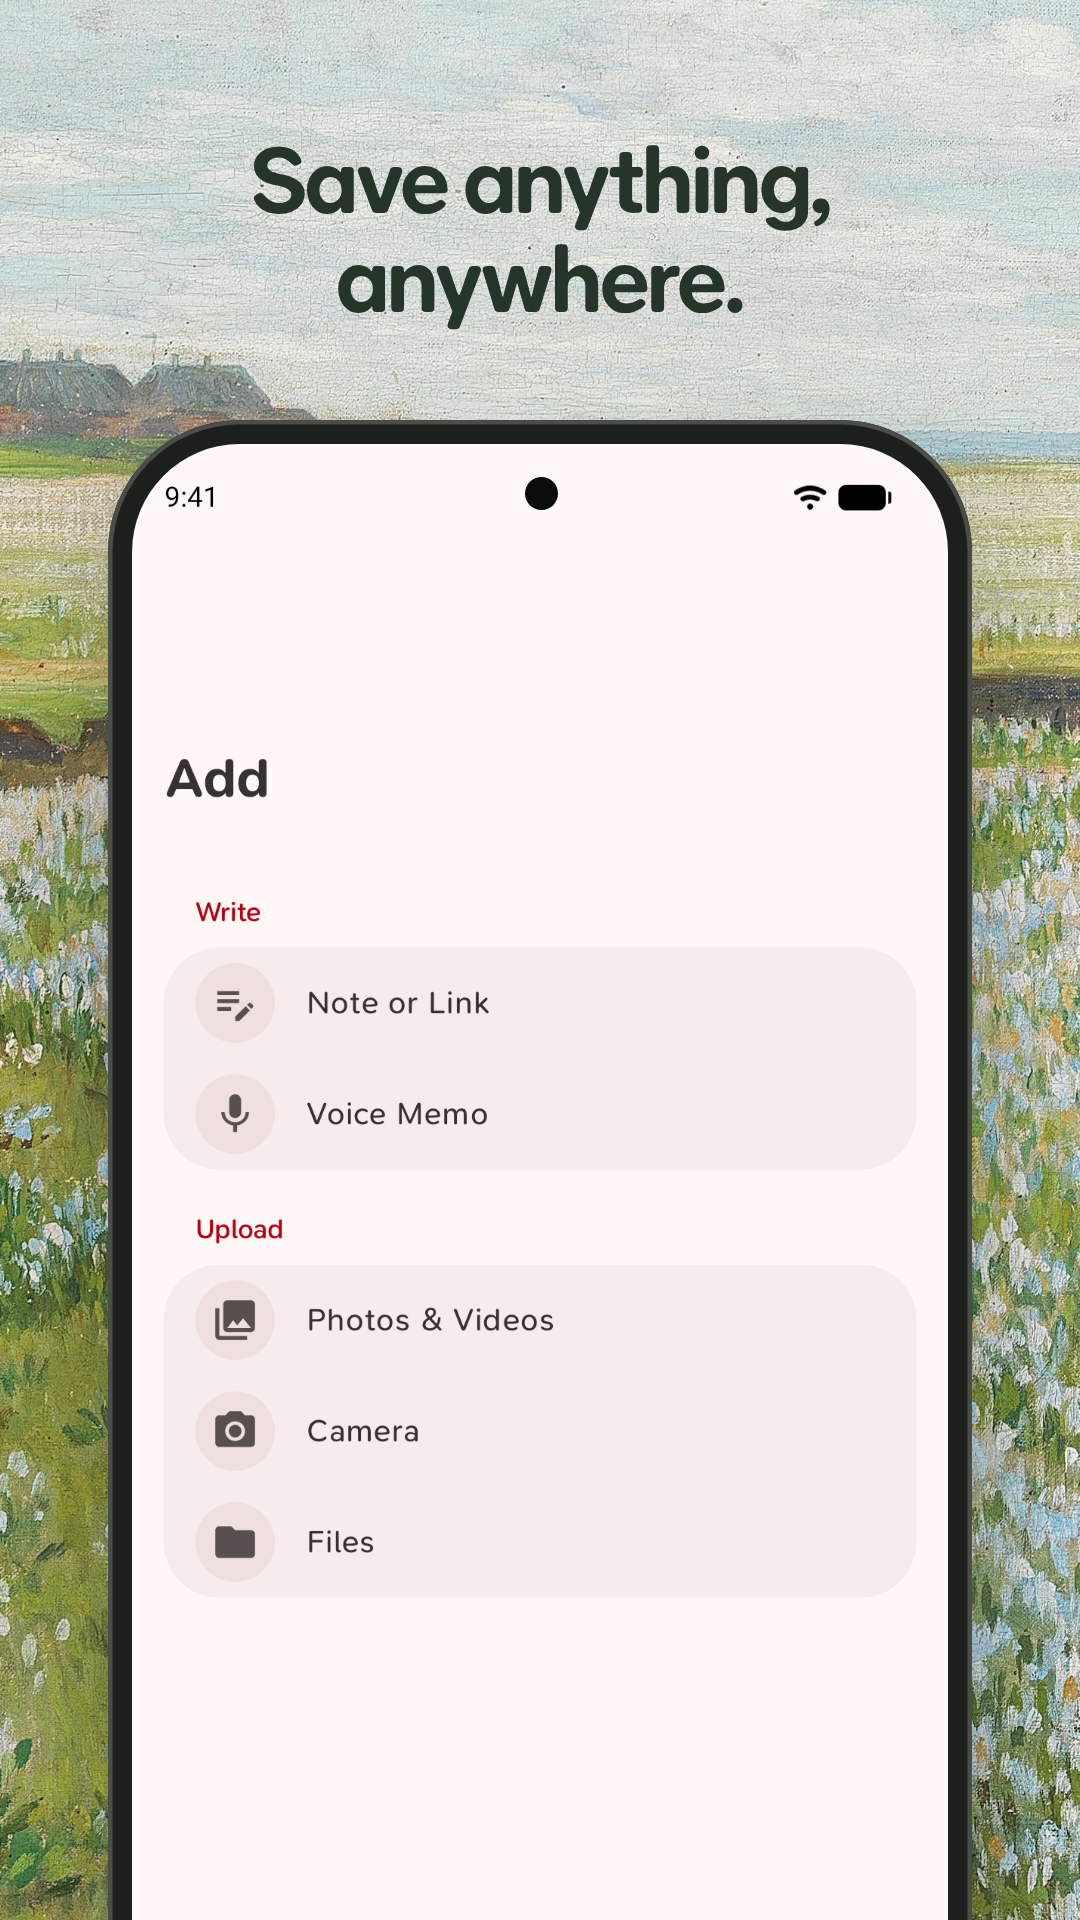 Save anything,
anywhere.
9:41
Add
Write
Note or Link
Voice Memo
Upload
Photos & Videos
Camera
Files